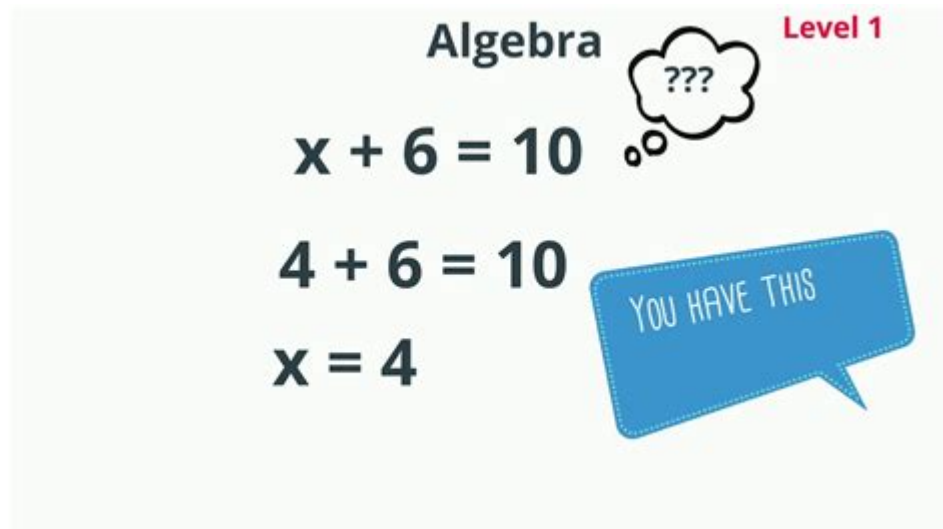 Algebra
Level 1
???
x + 6 = 10
4 + 6 = 10
YOU HAVE THIS
x = 4